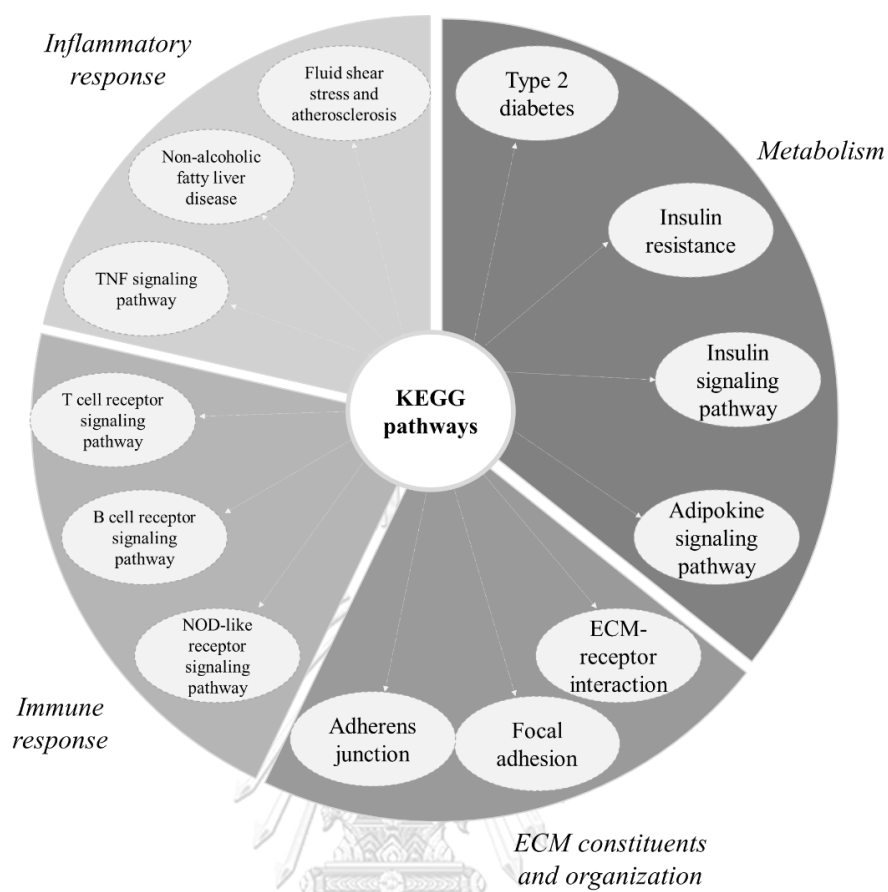 Inflammatory
response
Fluid shear
stress and
atherosclerosis
Non-alcoholic
fatty liver
disease
TNF signaling
pathway
Type 2
diabetes
Metabolism
Insulin
resistance
Insulin
signaling
pathway
Adipokine
signaling
pathway
KEGG
pathways
T cell receptor
signaling
pathway
B cell receptor
signaling
pathway
NOD-like
receptor
signaling
pathway
Immune
response
ECM-
receptor
interaction
Focal
adhesion
Adherens
junction
ECM constituents
and organization